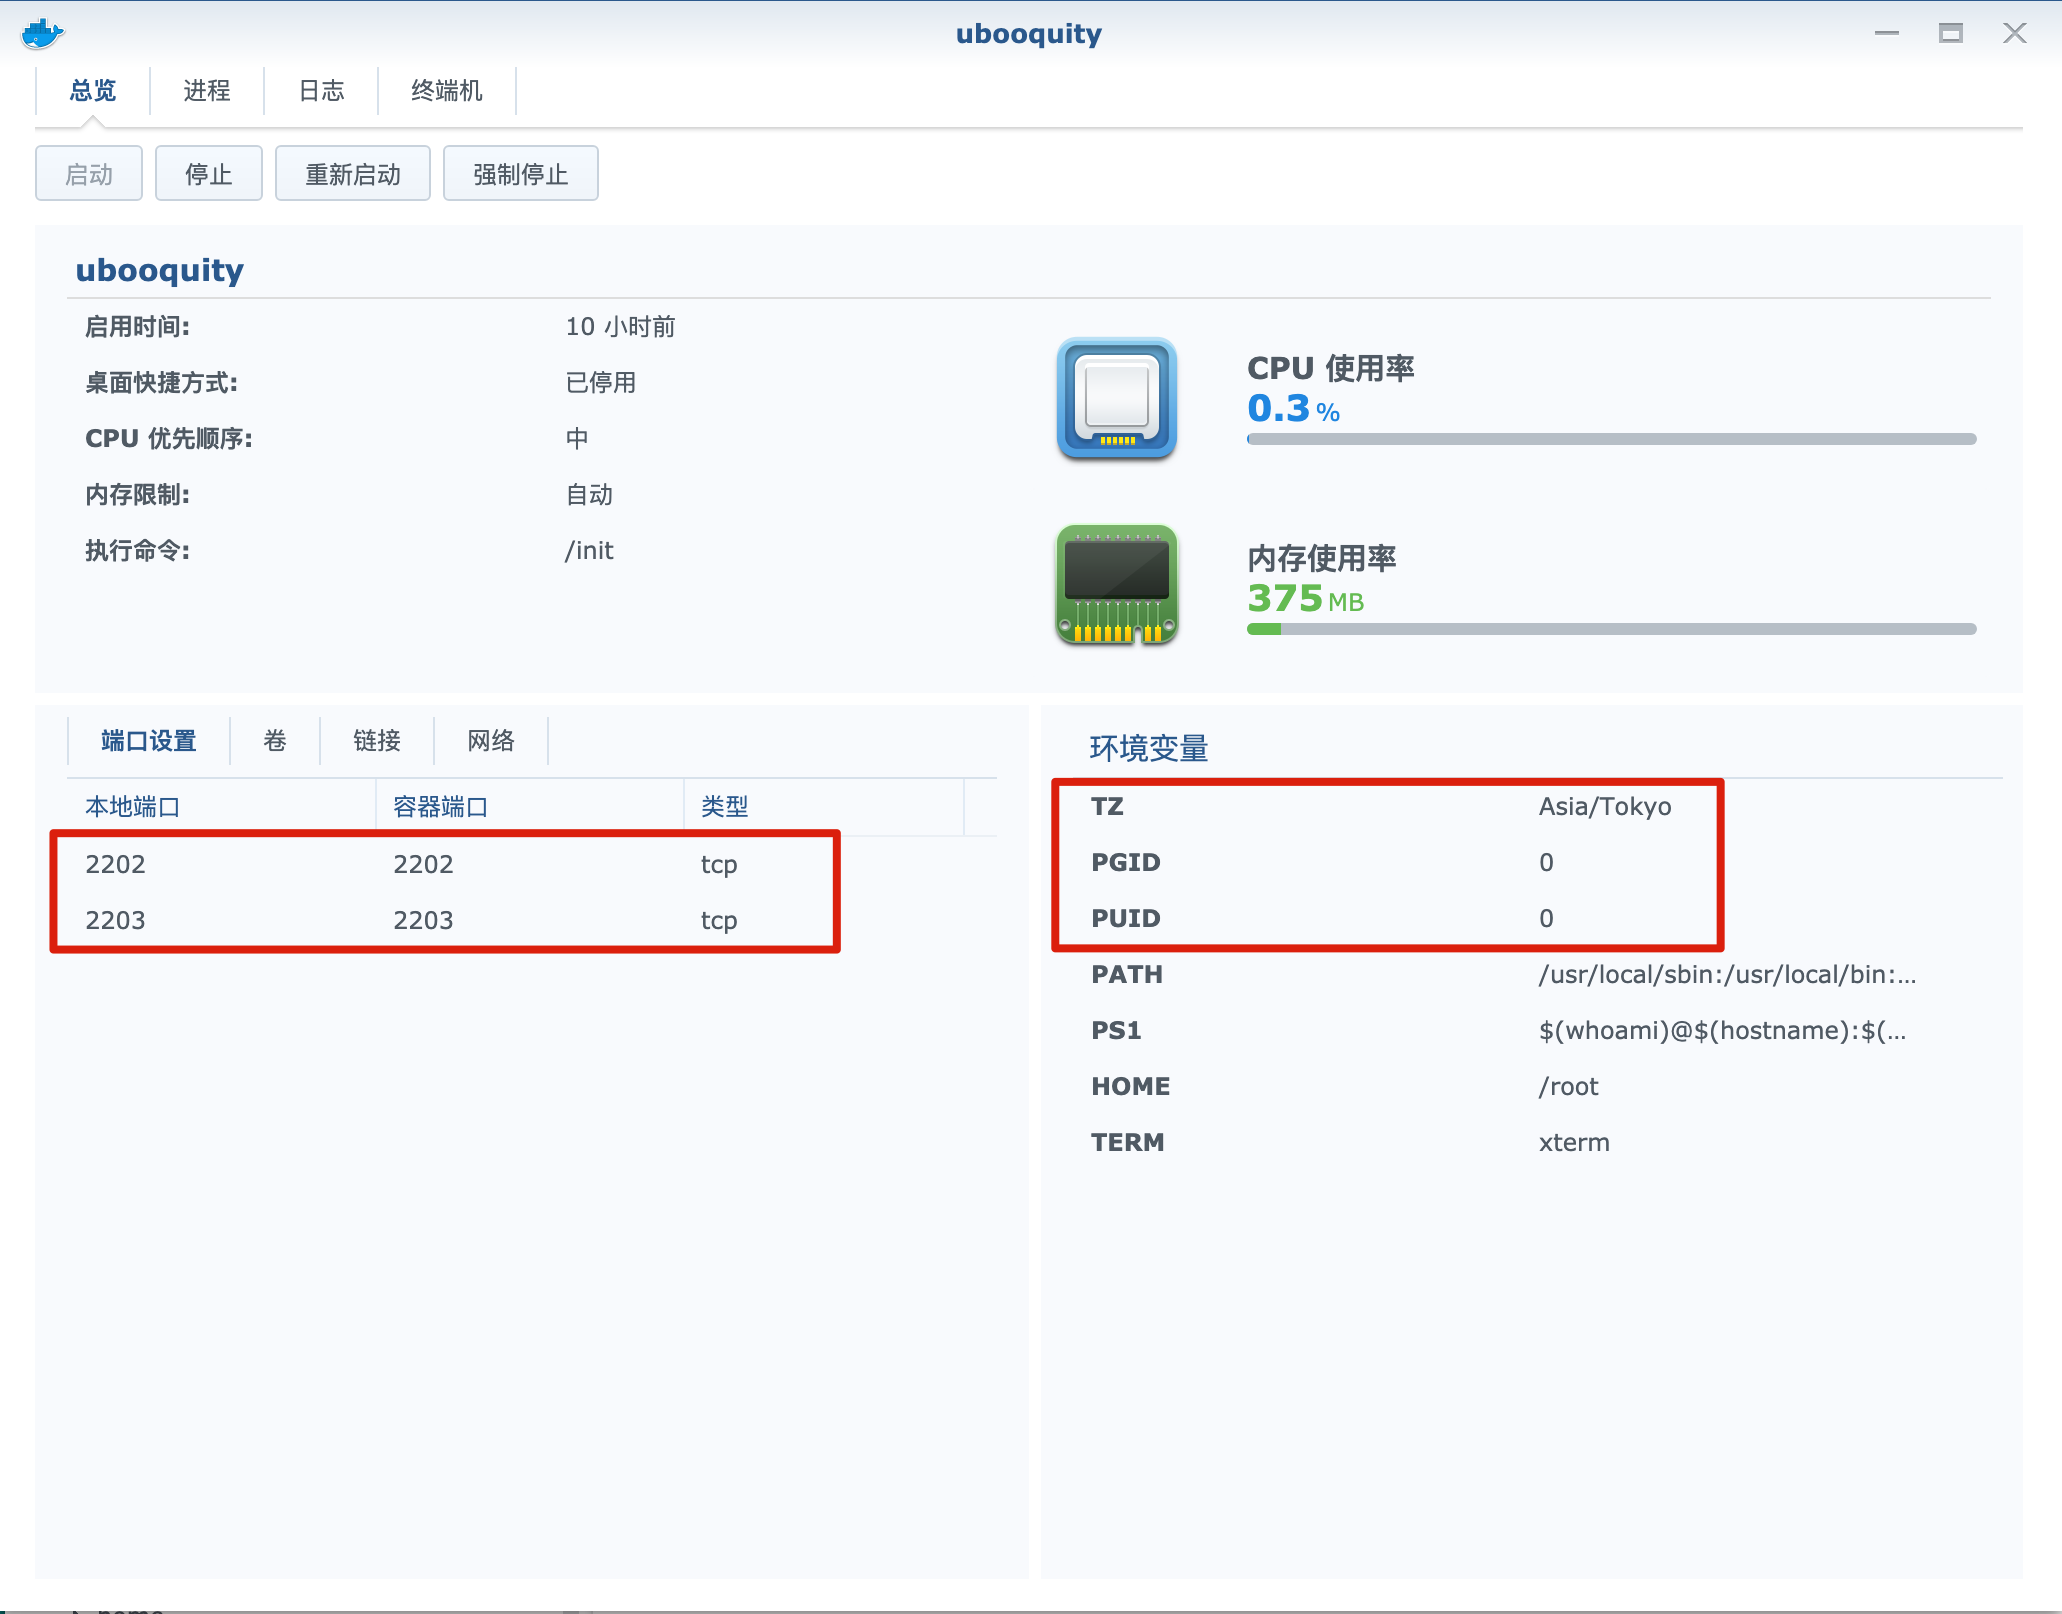 ubooquity
总览 进程 日志 终端机
启动 停止 重新启动 强制停止
ubooquity
启用时间: 10 小时前
桌面快捷方式: 已停用
CPU 优先顺序: 中
内存限制: 自动
执行命令: /init
CPU 使用率
0.3 %
内存使用率
375 MB
端口设置 卷 链接 网络
本地端口 容器端口 类型
2202 2202 tcp
2203 2203 tcp
环境变量
TZ Asia/Tokyo
PGID 0
PUID 0
PATH /usr/local/sbin:/usr/local/bin:...
PS1 $(whoami)@$(hostname):$(...
HOME /root
TERM xterm